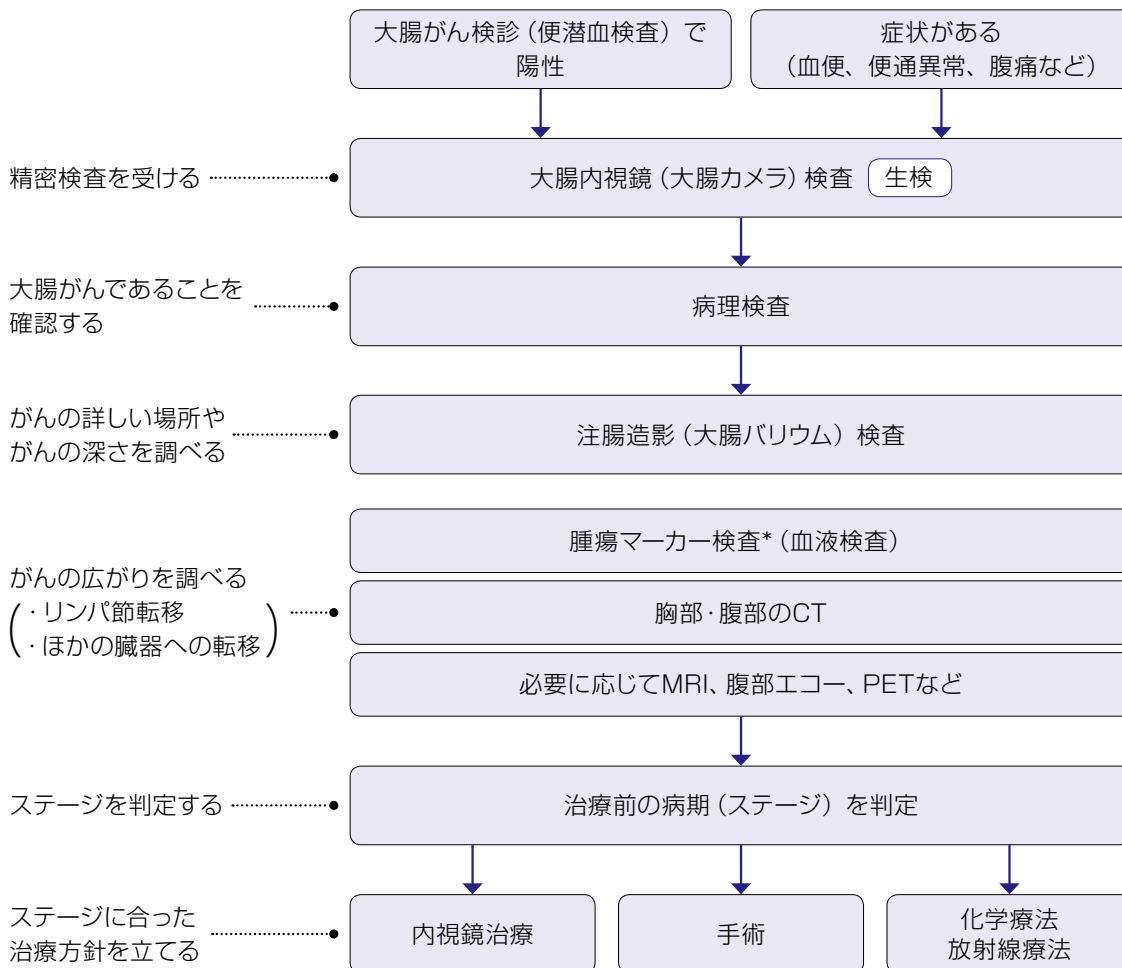 大腸がん検診（便潜血検査）で
陽性
症状がある
（血便、便通異常、腹痛など）
精密検査を受ける
大腸内視鏡（大腸カメラ）検査 生検
大腸がんであることを
確認する
病理検査
がんの詳しい場所や
がんの深さを調べる
注腸造影（大腸バリウム）検査
がんの広がりを調べる
（・リンパ節転移
・ほかの臓器への転移）
腫瘍マーカー検査*（血液検査）
胸部・腹部のCT
必要に応じてMRI、腹部エコー、PETなど
ステージを判定する
治療前の病期（ステージ）を判定
ステージに合った
治療方針を立てる
内視鏡治療
手術
化学療法
放射線療法